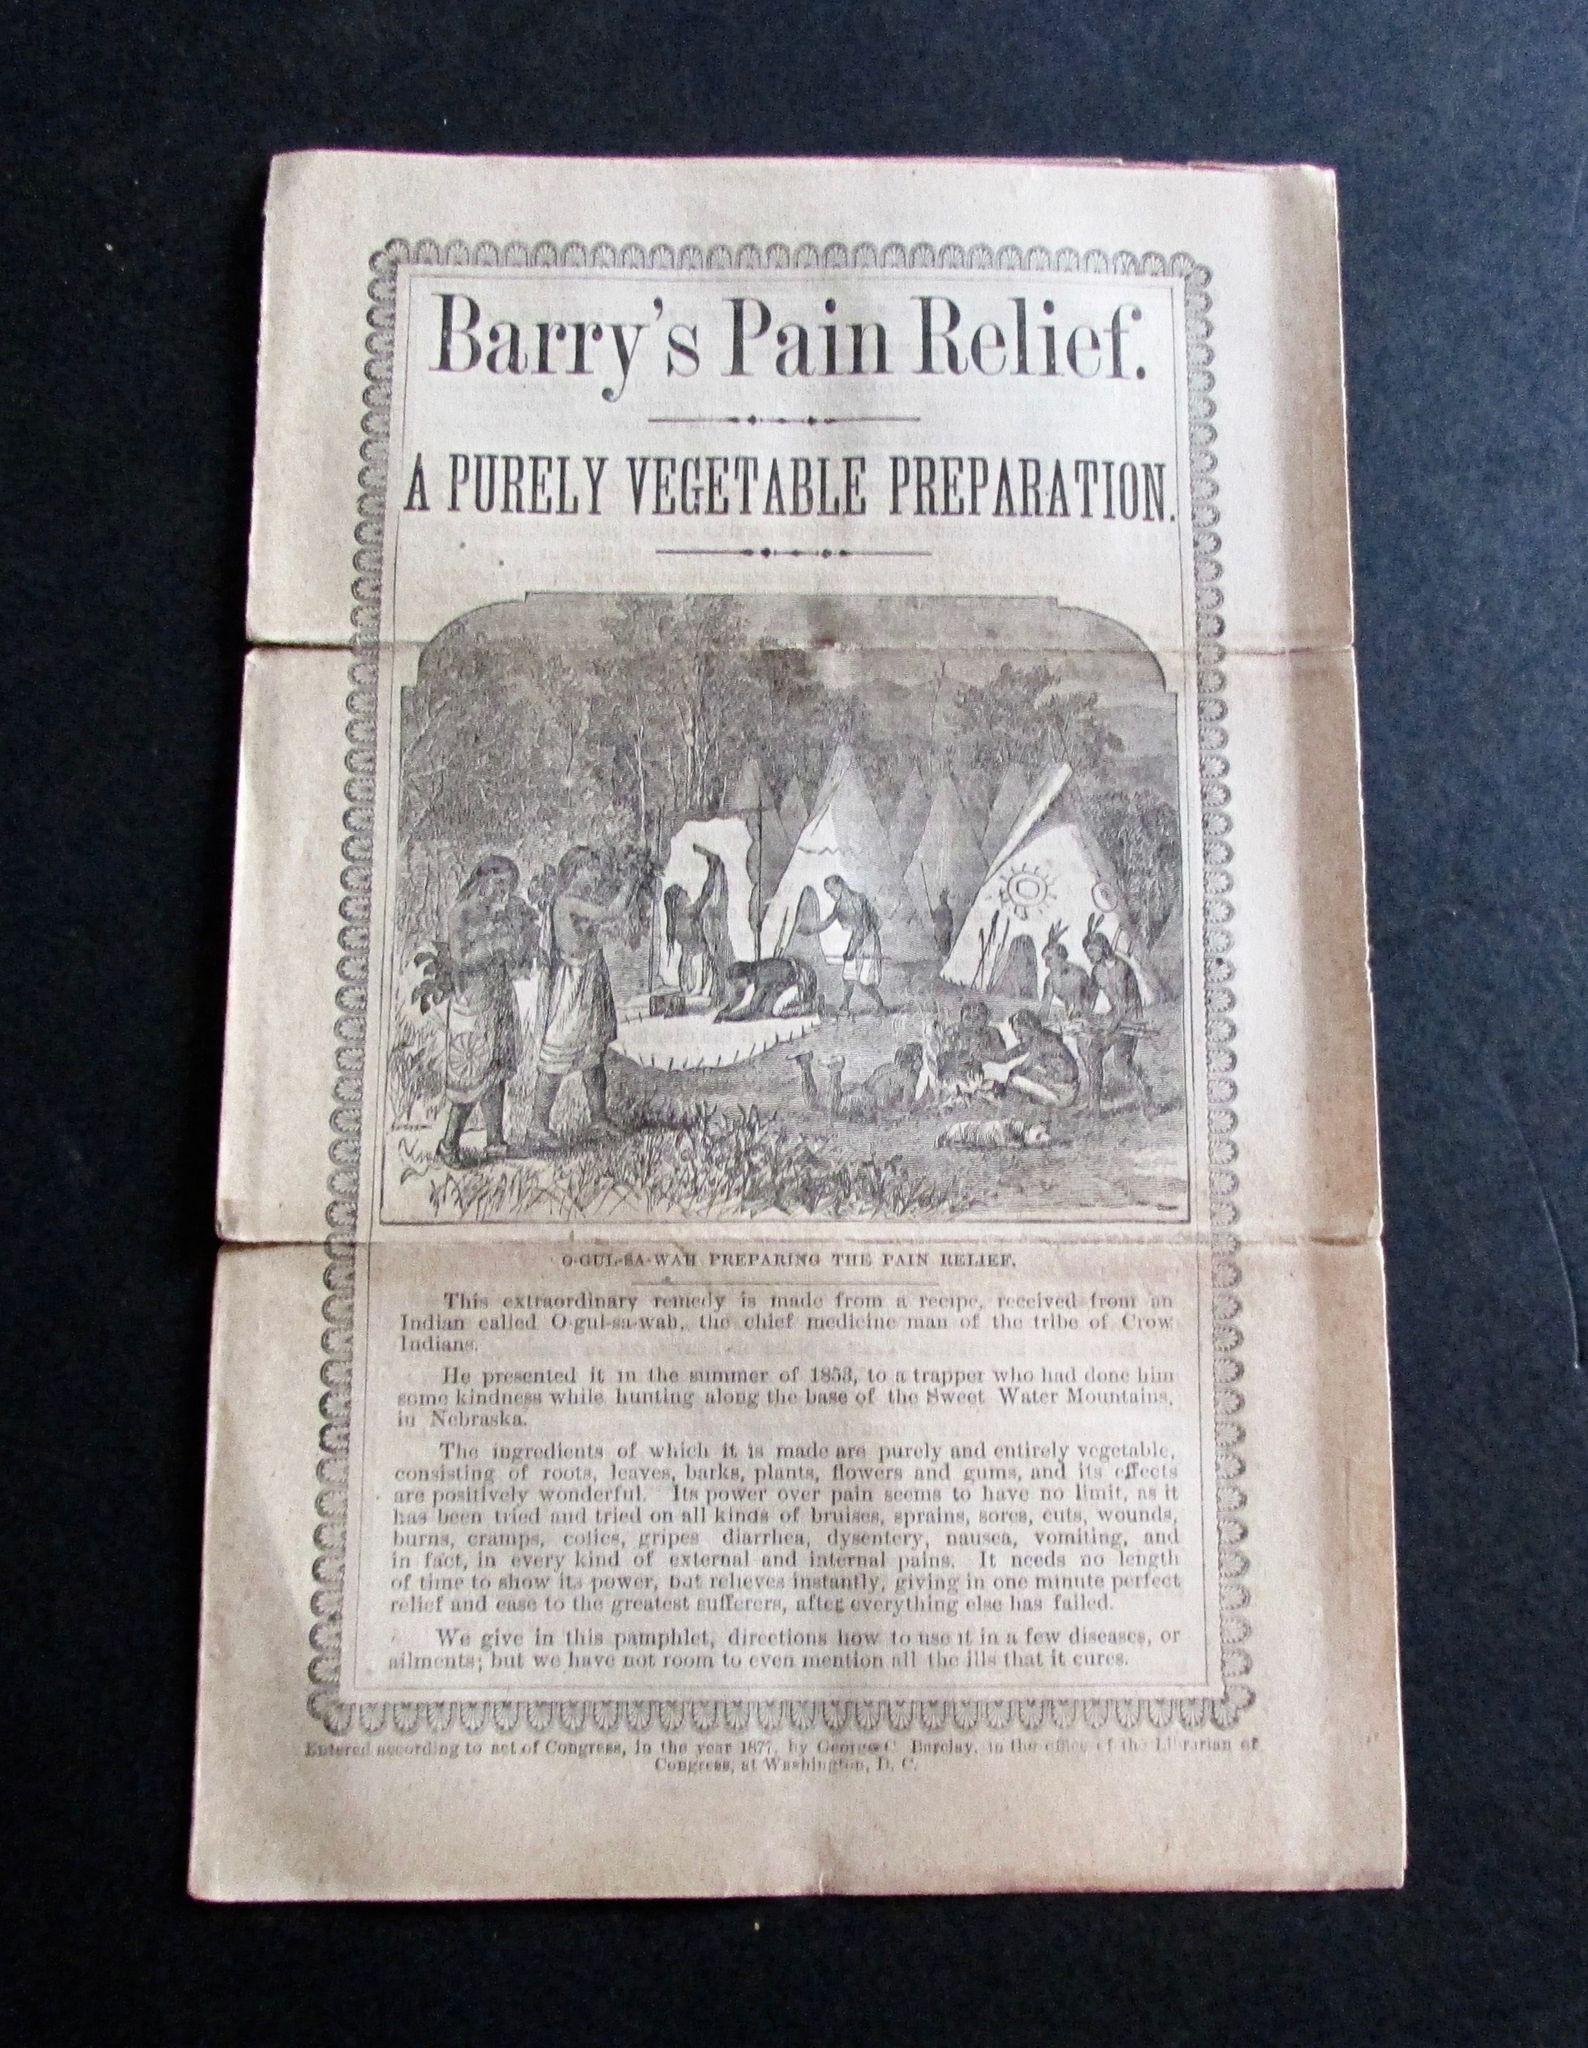 Barry's Pain Relief.
A PURELY VEGETABLE PREPARATION.
O-GUL-SA-WAH PREPARING THE PAIN RELIEF.
This extraordinary remedy is made from a recipe, received from an
Indian called O-gul-sa-wah, the chief medicine man of the tribe of Crow
Indians.
He presented it in the summer of 1853, to a trapper who had done him
some kindness while hunting along the base of the Sweet Water Mountains,
in Nebraska.
The ingredients of which it is made are purely and entirely vegetable,
consisting of roots, leaves, barks, plants, flowers and gums, and its effects
are positively wonderful. Its power over pain seems to have no limit, as it
has been tried and tried on all kinds of bruises, sprains, sores, cuts, wounds,
burns, cramps, colics, gripes diarrhea, dysentery, nausea, vomiting, and
in fact, in every kind of external and internal pains. It needs no length
of time to show its power, but relieves instantly, giving in one minute perfect
relief and ease to the greatest sufferers, after everything else has failed.
We give in this pamphlet, directions how to use it in a few diseases, or
ailments; but we have not room to even mention all the ills that it cures.
Entered according to act of Congress, in the year 1877, by George C. Barclay, in the office of the Librarian of
Congress, at Washington, D. C.